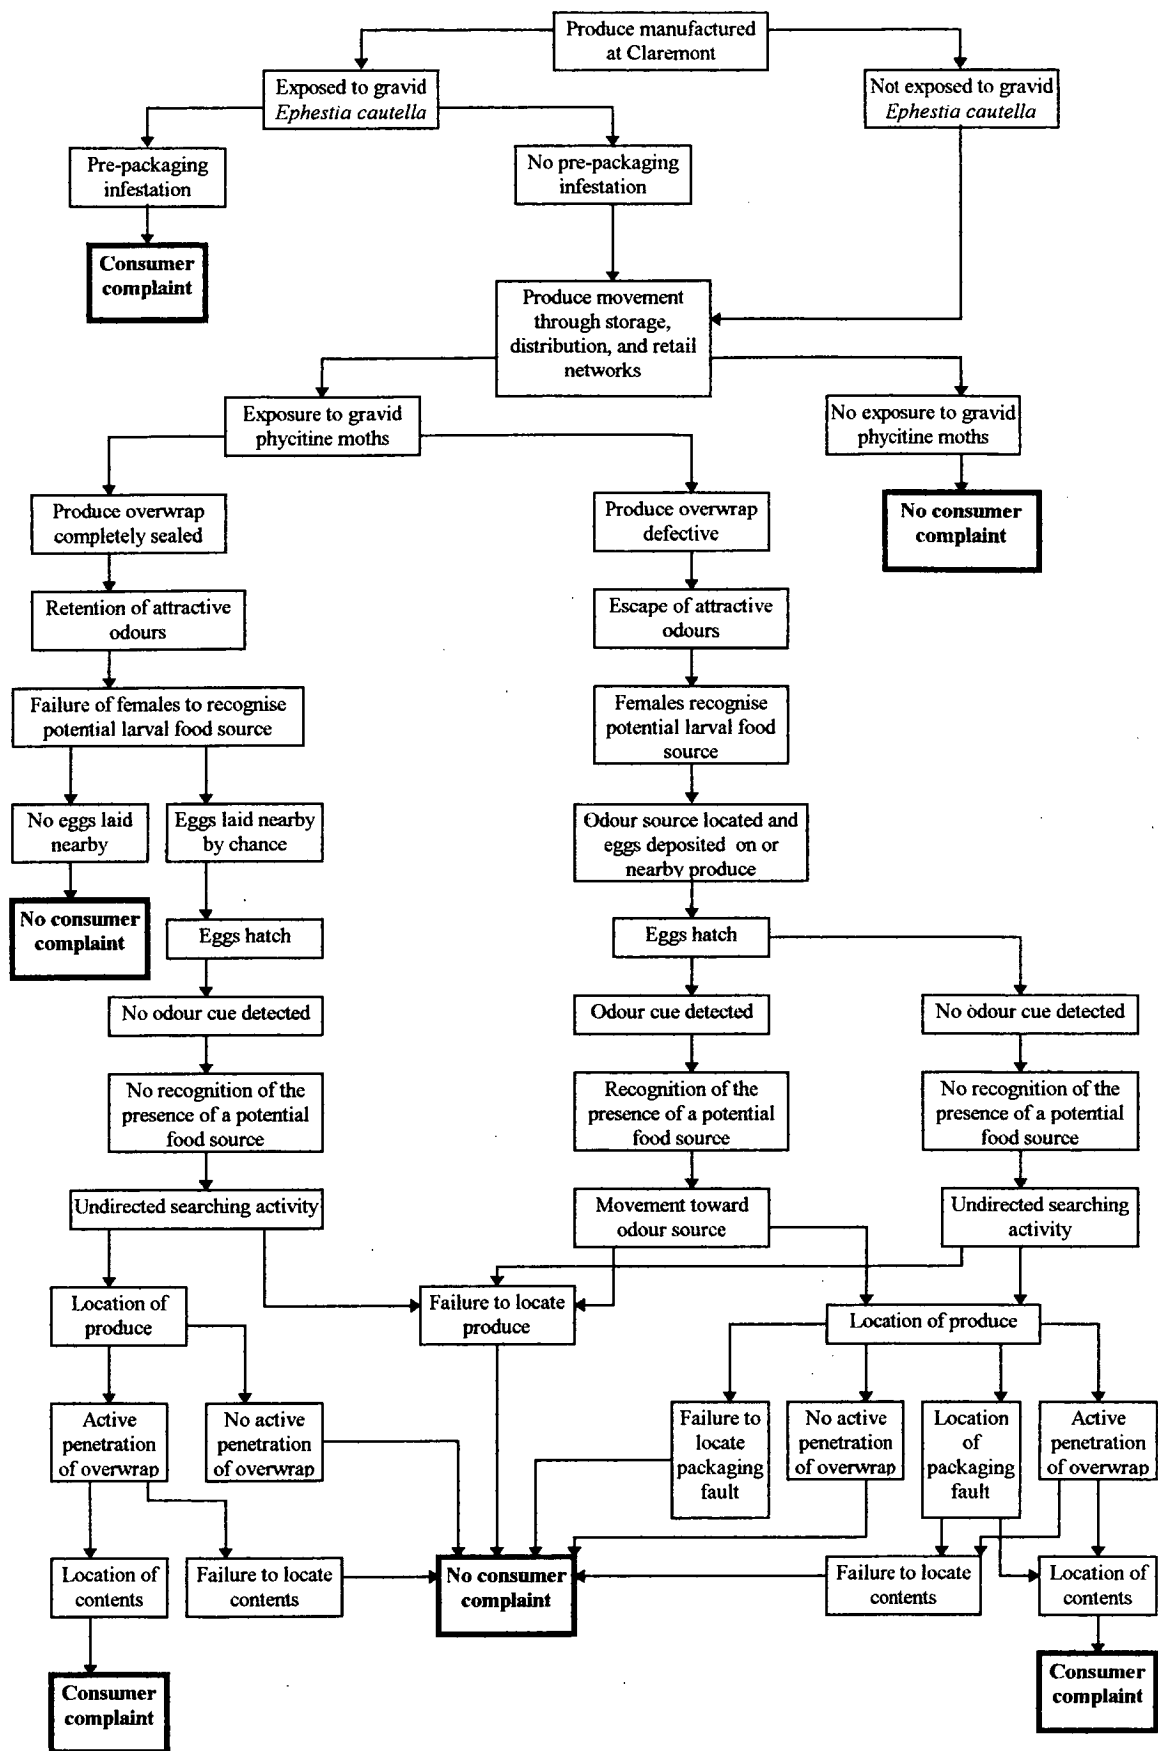 Produce manufactured
at Claremont
Exposed to gravid
Ephestia cautella
Not exposed to gravid
Ephestia cautella
Pre-packaging
infestation
No pre-packaging
infestation
Consumer
complaint
Produce movement
through storage,
distribution, and retail
networks
Exposure to gravid
phycitine moths
No exposure to gravid
phycitine moths
Produce overwrap
completely sealed
Produce overwrap
defective
No consumer
complaint
Retention of attractive
odours
Escape of attractive
odours
Failure of females to recognise
potential larval food source
Females recognise
potential larval food
source
No eggs laid
nearby
Eggs laid nearby
by chance
Odour source located and
eggs deposited on or
nearby produce
No consumer
complaint
Eggs hatch
Eggs hatch
No odour cue detected
Odour cue detected
No odour cue detected
No recognition of the
presence of a potential
food source
Recognition of the
presence of a potential
food source
No recognition of the
presence of a potential
food source
Undirected searching activity
Movement toward
odour source
Undirected searching
activity
Location of
produce
Failure to locate
produce
Location of produce
Active
penetration
of overwrap
No active
penetration
of overwrap
Failure to
locate
packaging
fault
No active
penetration
of overwrap
Location
of
packaging
fault
Active
penetration
of overwrap
Location of
contents
Failure to locate
contents
No consumer
complaint
Failure to locate
contents
Location of
contents
Consumer
complaint
Consumer
complaint